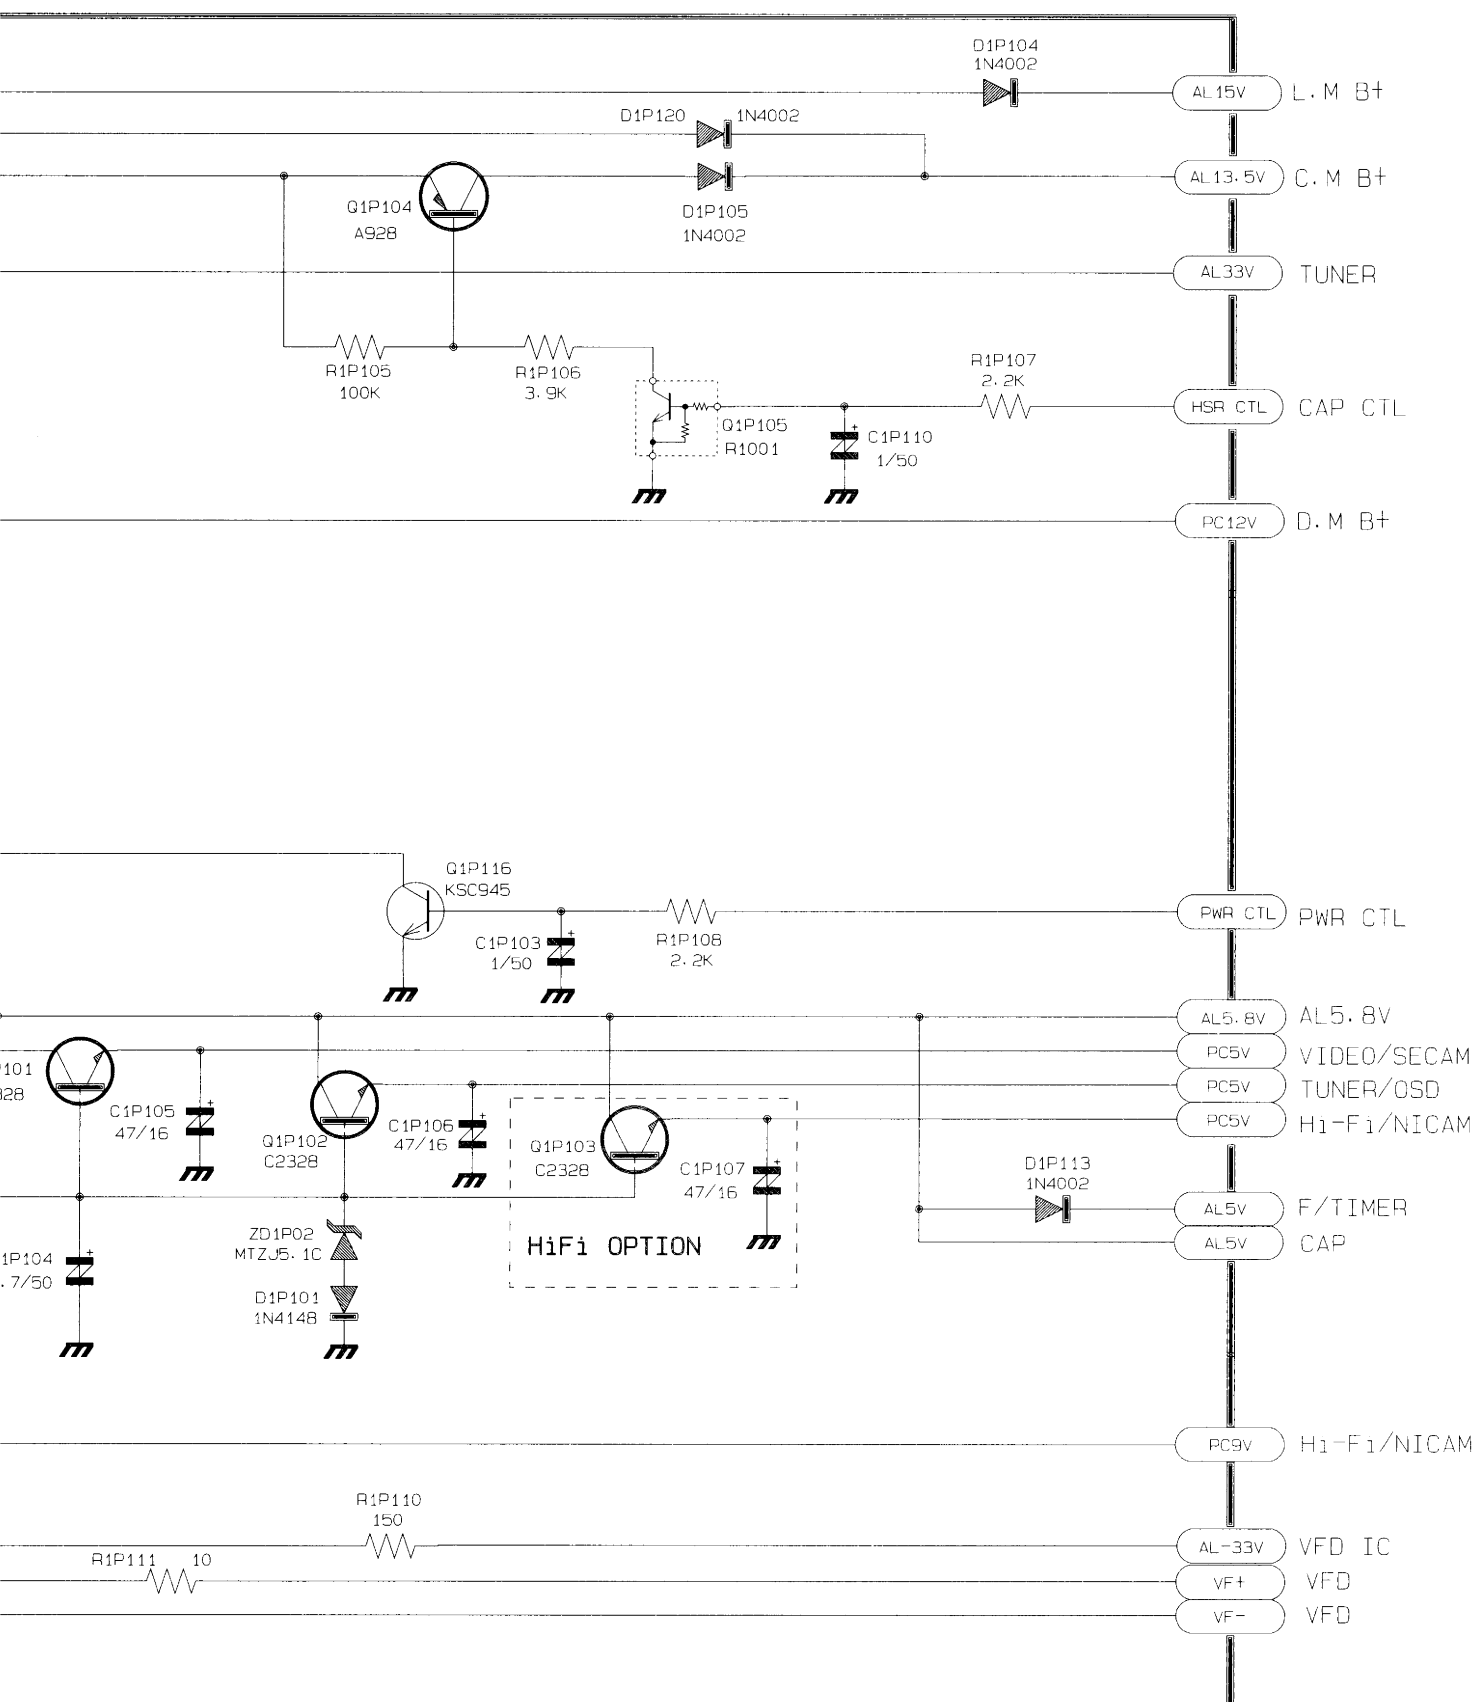 D1P104
1N4002
AL15V L.M B+
D1P120 1N4002
AL13.5V C.M B+
Q1P104
A928
D1P105
1N4002
AL33V TUNER
R1P105
100K
R1P106
3.9K
R1P107
2.2K
HSR CTL CAP CTL
Q1P105
R1001
+
C1P110
1/50
PC12V D.M B+
Q1P116
KSC945
PWR CTL PWR CTL
C1P103
1/50
+
R1P108
2.2K
AL5.8V AL5.8V
PC5V VIDEO/SECAM
PC5V TUNER/OSD
PC5V Hi-Fi/NICAM
101
328
C1P105
47/16
+
Q1P102
C2328
C1P106
47/16
+
Q1P103
C2328
C1P107
47/16
+
D1P113
1N4002
AL5V F/TIMER
AL5V CAP
HiFi OPTION
ZD1P02
MTZJ5.1C
1P104
.7/50
+
D1P101
1N4148
PC9V Hi-Fi/NICAM
R1P110
150
AL-33V VFD IC
R1P111 10
VF+ VFD
VF- VFD